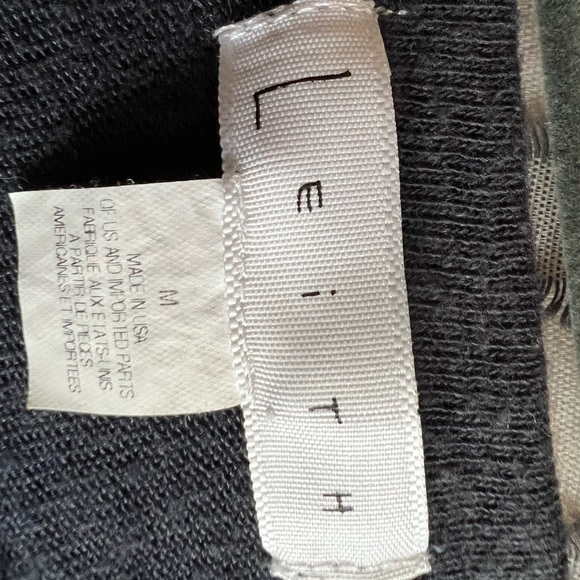 LEiTH
M
MADE IN USA
OF US AND IMPORTED PARTS
FABRIQUE AUX ETATS-UNIS
A PARTIR DE PIECES
AMERICAINES ET IMPORTEES